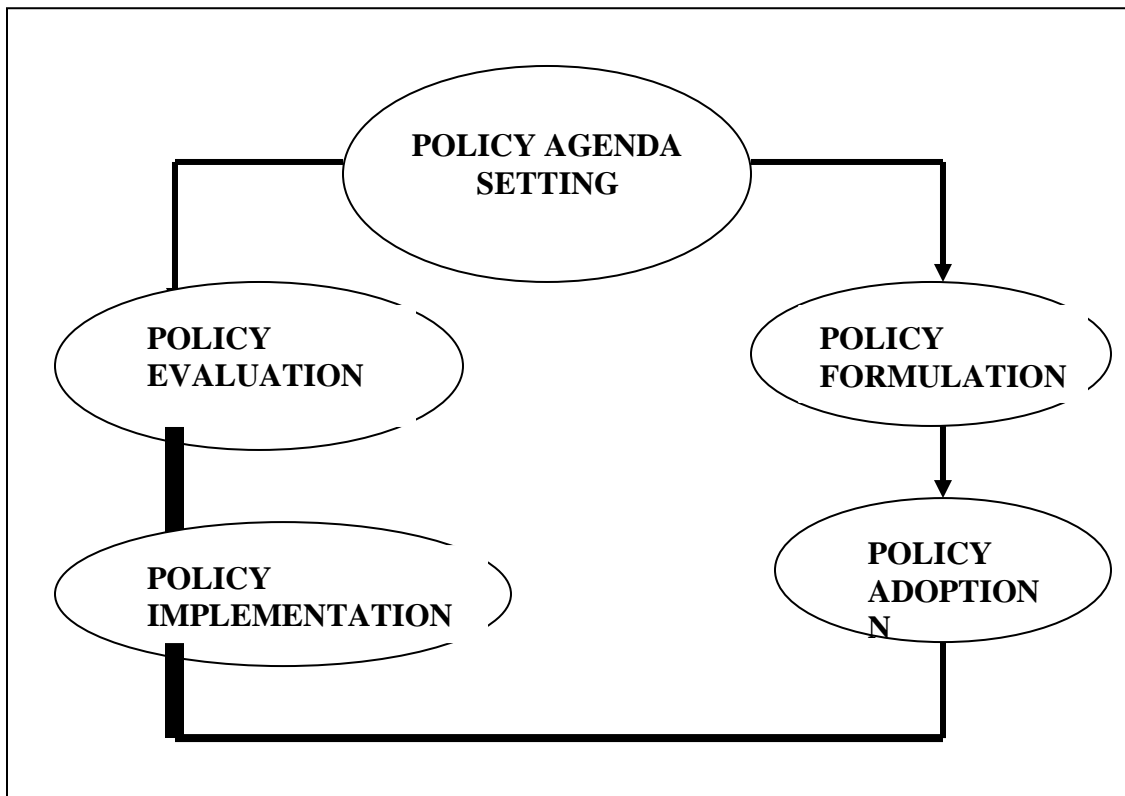 POLICY AGENDA
SETTING
POLICY
EVALUATION
POLICY
FORMULATION
POLICY
IMPLEMENTATION
POLICY
ADOPTION
N